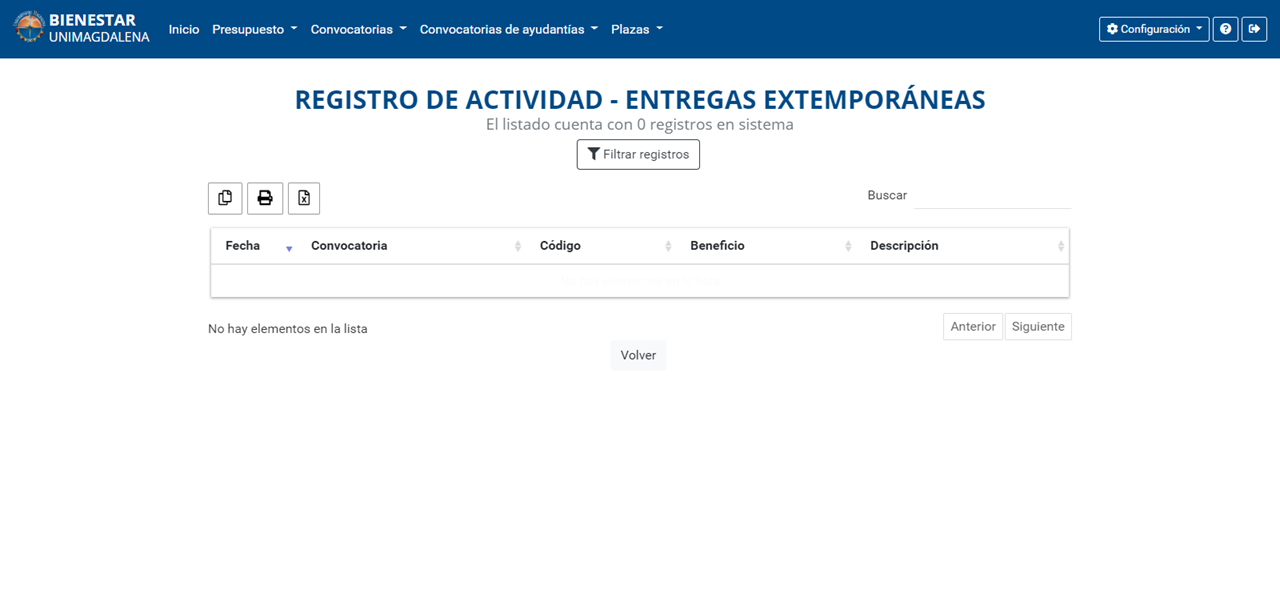 BIENESTAR
UNIMAGDALENA
Inicio Presupuesto Convocatorias Convocatorias de ayudantías Plazas Configuración
REGISTRO DE ACTIVIDAD - ENTREGAS EXTEMPORÁNEAS
El listado cuenta con 0 registros en sistema
Filtrar registros
Buscar
Fecha Convocatoria Código Beneficio Descripción
No hay elementos en la lista
Anterior Siguiente
Volver